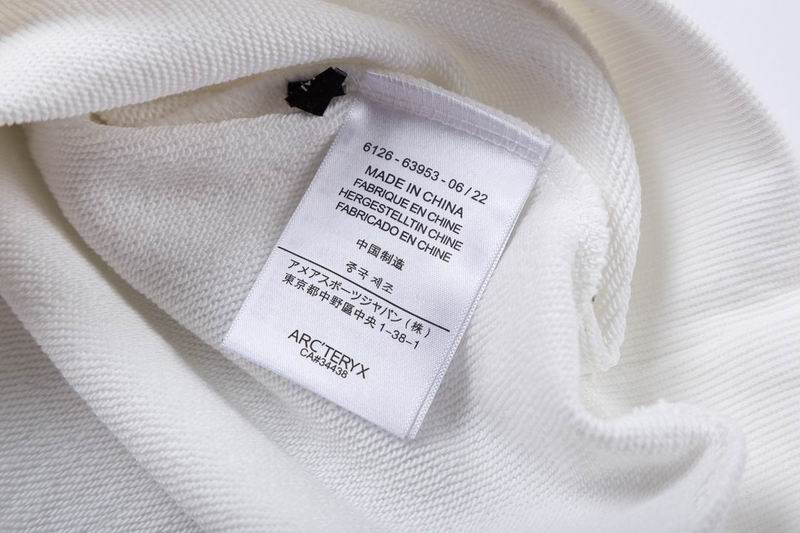 6126-63953-06/22
MADE IN CHINA
FABRIQUE EN CHINE
HERGESTELLTIN CHINE
FABRICADO EN CHINE
中国制造
중국 제조
アメアスポーツジヤパン(株)
東京都中野區中央1-38-1
ARC'TERYX
CA#34438